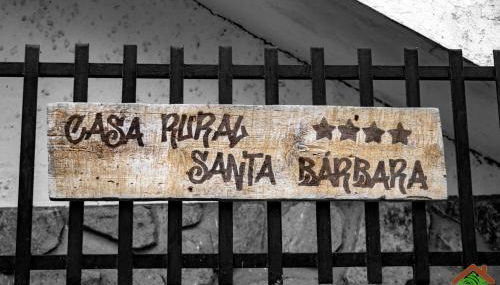 CASA RURAL ★★★★
SANTA BÁRBARA